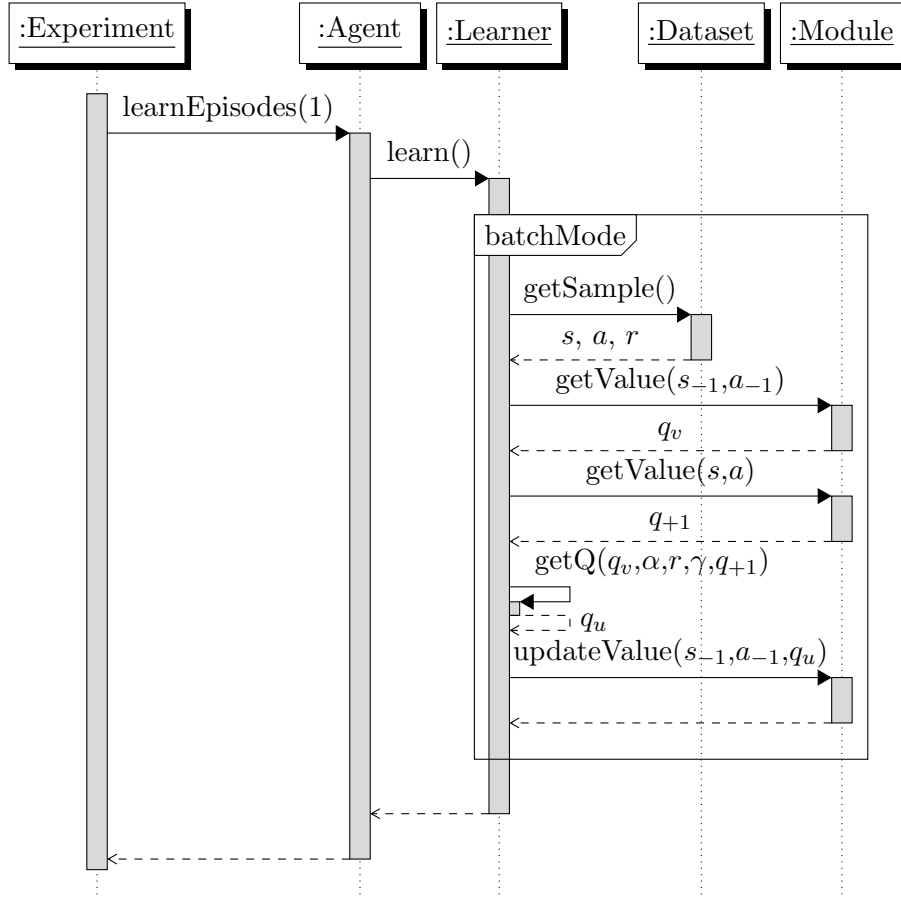 :Experiment :Agent :Learner :Dataset :Module
learnEpisodes(1)
learn()
batchMode
getSample()
s, a, r
getValue(s₋₁,a₋₁)
qᵥ
getValue(s,a)
q₊₁
getQ(qᵥ,α,r,γ,q₊₁)
qᵤ
updateValue(s₋₁,a₋₁,qᵤ)